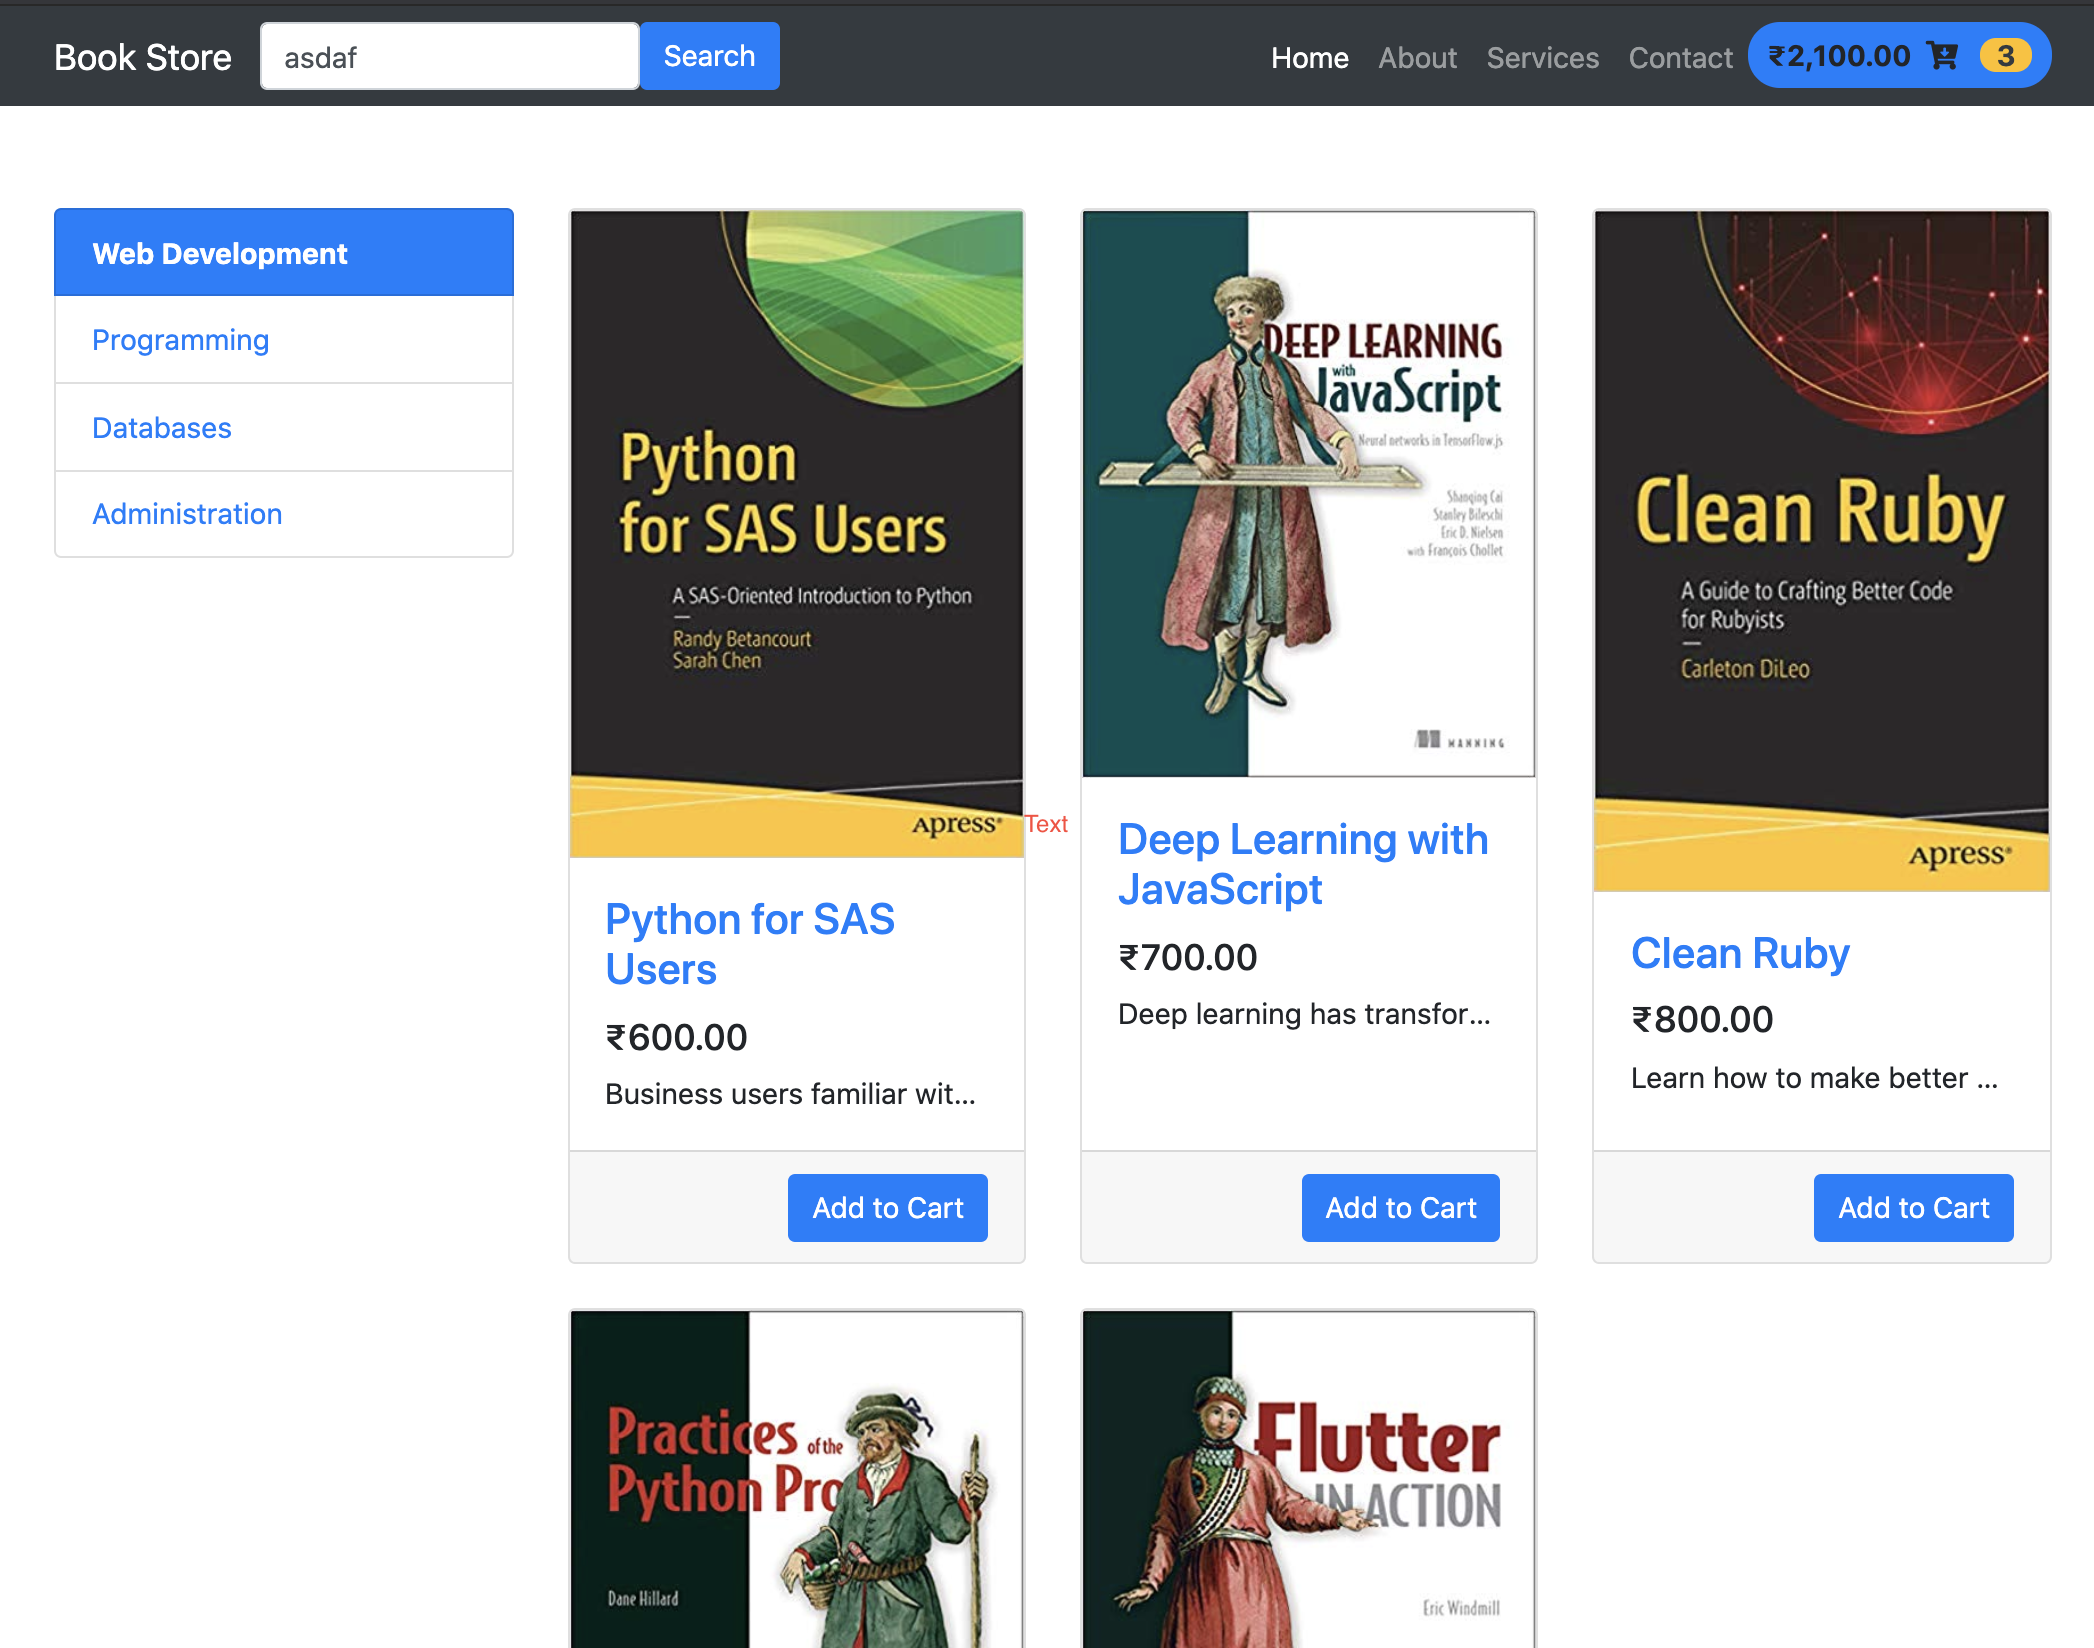 Book Store
asdaf
Search
Home
About
Services
Contact
₹2,100.00
3
Web Development
Programming
Databases
Administration
Python
for SAS Users
A SAS-Oriented Introduction to Python
Randy Betancourt
Sarah Chen
Apress®
Text
Python for SAS
Users
₹600.00
Business users familiar wit...
Add to Cart
DEEP LEARNING
with
JavaScript
Neural networks in TensorFlow.js
Shanqing Cai
Stanley Bileschi
Eric D. Nielsen
with François Chollet
MANNING
Deep Learning with
JavaScript
₹700.00
Deep learning has transfor...
Add to Cart
Clean Ruby
A Guide to Crafting Better Code
for Rubyists
Carleton DiLeo
Apress®
Clean Ruby
₹800.00
Learn how to make better ...
Add to Cart
Practices of the
Python Pro
Dane Hillard
Flutter
IN ACTION
Eric Windmill